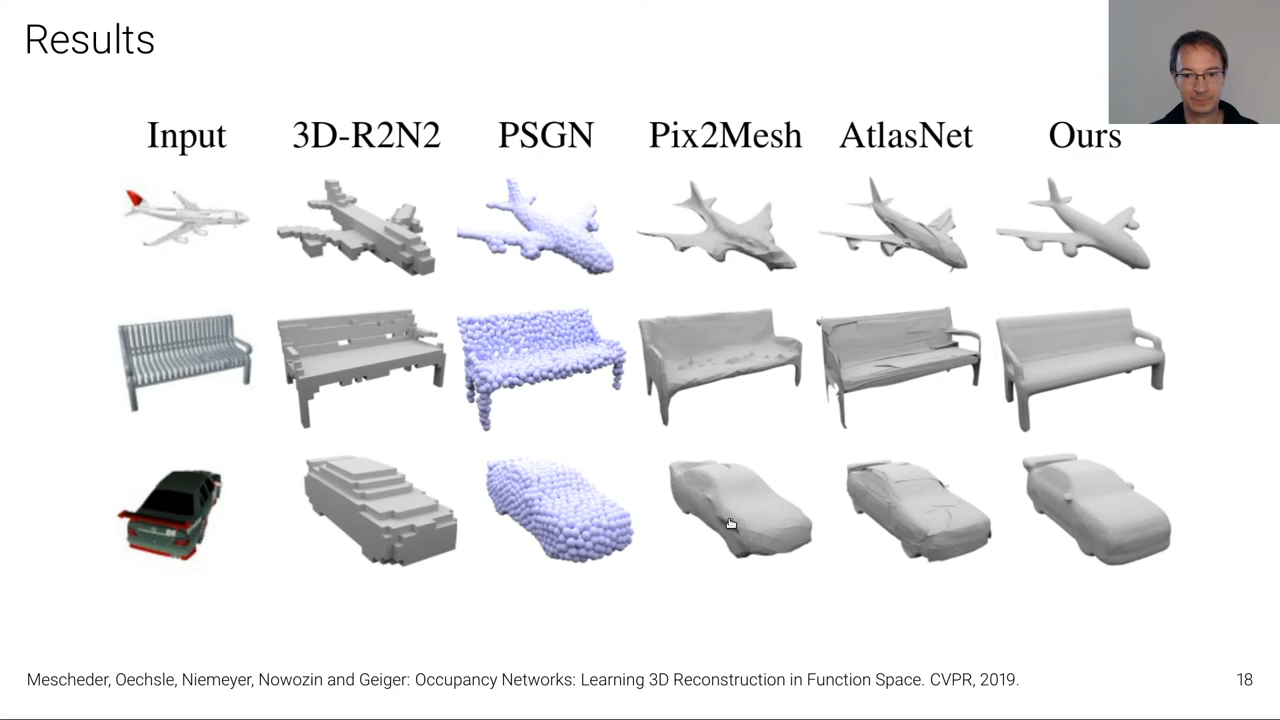 Results
Input 3D-R2N2 PSGN Pix2Mesh AtlasNet Ours
Mescheder, Oechsle, Niemeyer, Nowozin and Geiger: Occupancy Networks: Learning 3D Reconstruction in Function Space. CVPR, 2019.
18